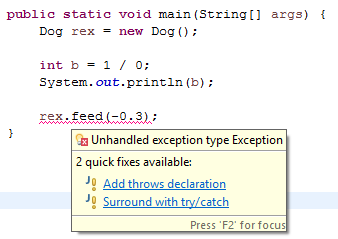 public static void main(String[] args) {
Dog rex = new Dog();
int b = 1 / 0;
System.out.println(b);
rex.feed(-0.3);
}
Unhandled exception type Exception
2 quick fixes available:
Add throws declaration
Surround with try/catch
Press 'F2' for focus